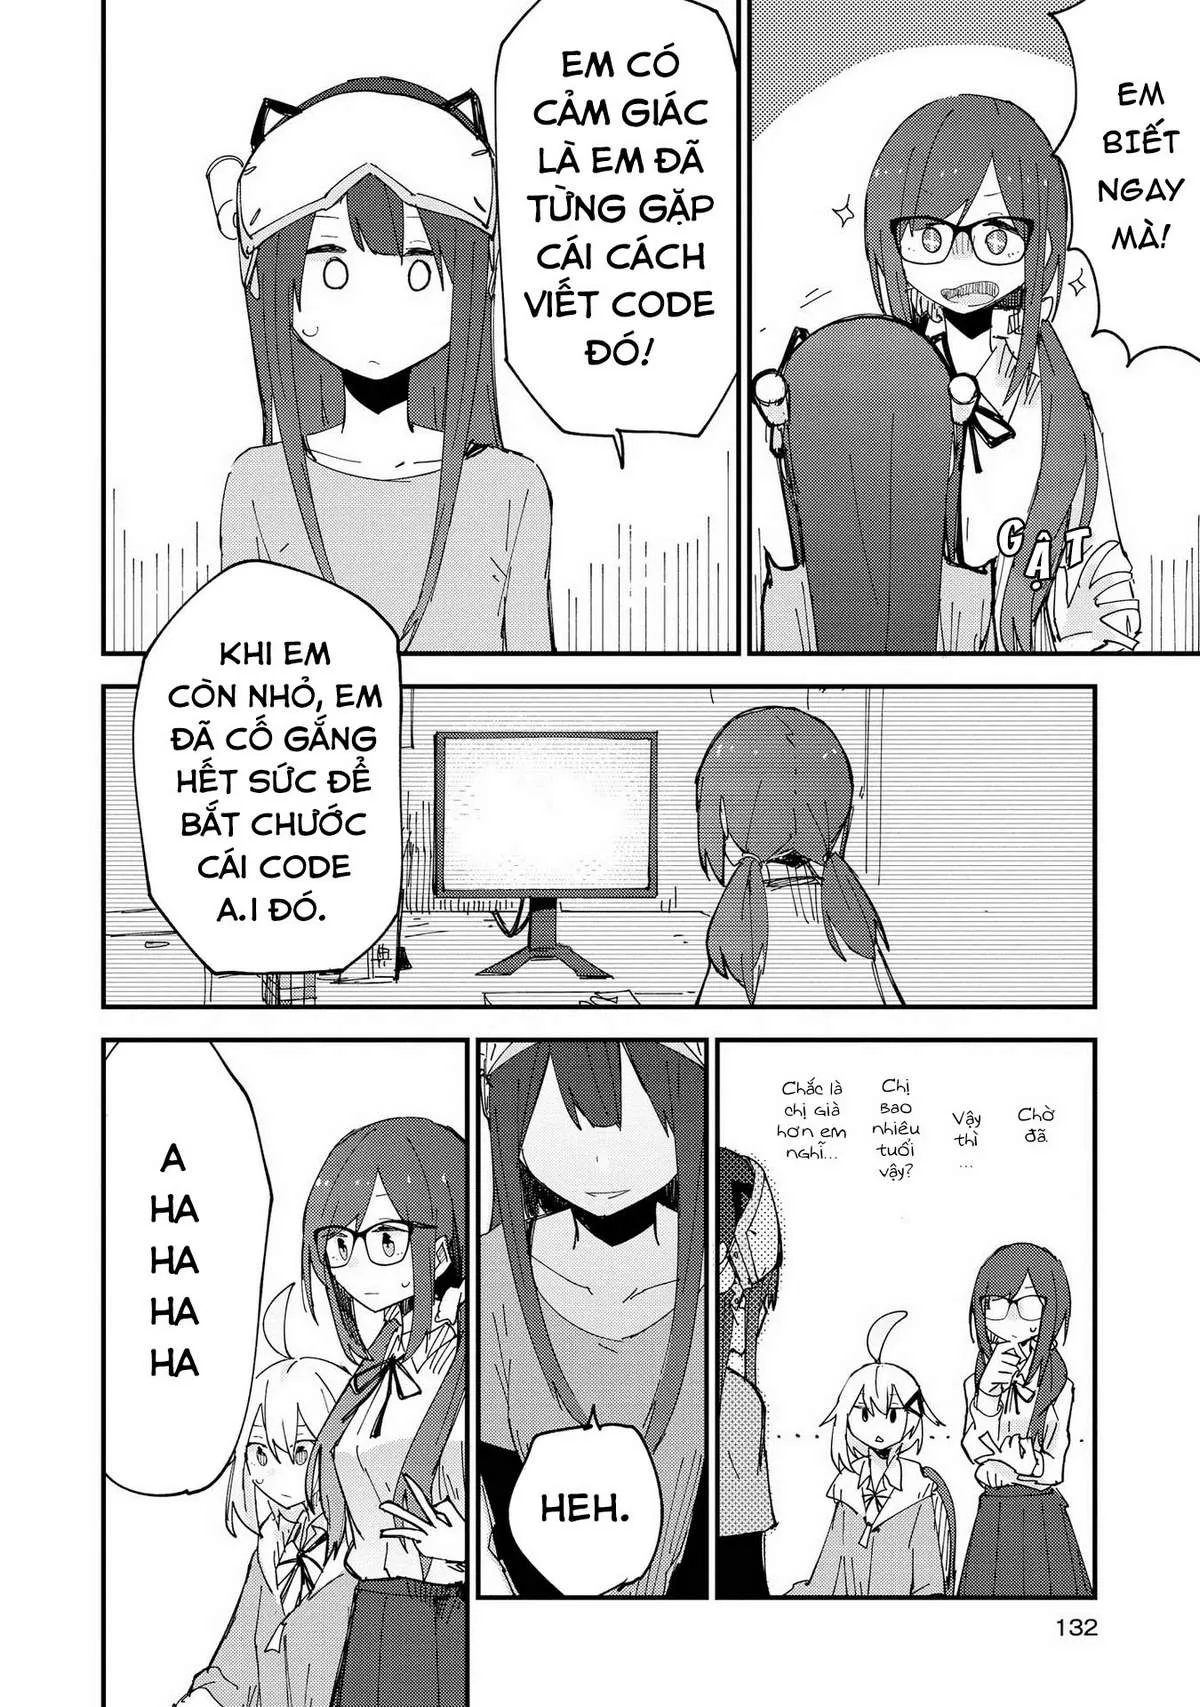 EM
BIẾT
NGAY
MÀ!
GẬT
EM CÓ
CẢM GIÁC
LÀ EM ĐÃ
TỪNG GẶP
CÁI CÁCH
VIẾT CODE
ĐÓ!
KHI EM
CÒN NHỎ, EM
ĐÃ CỐ GẮNG
HẾT SỨC ĐỂ
BẮT CHƯỚC
CÁI CODE
A.I ĐÓ.
Chờ
đã
Vậy
thì
...
Chị
bao
nhiêu
tuổi
vậy?
Chắc là
chị già
hơn em
nghĩ...
HEH.
A
HA
HA
HA
HA
132